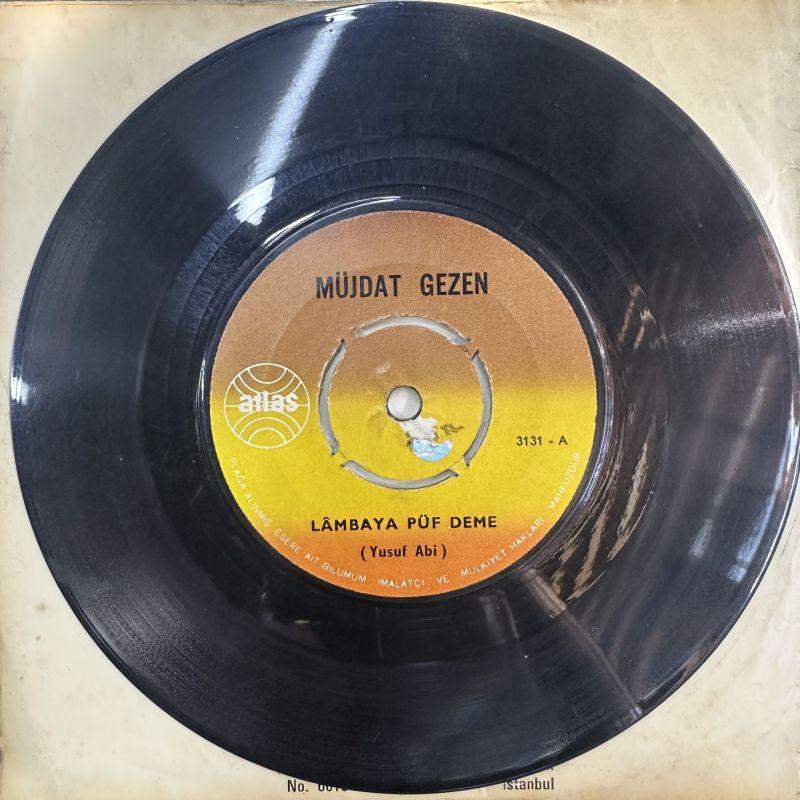 MÜJDAT GEZEN
atlas
3131 - A
LÂMBAYA PÜF DEME
(Yusuf Abi)
PLAĞA ALINMIŞ ESERE AİT BİLUMUM İMALATÇI VE MÜLKİYET HAKLARI MAHFUZDUR
No.
İstanbul